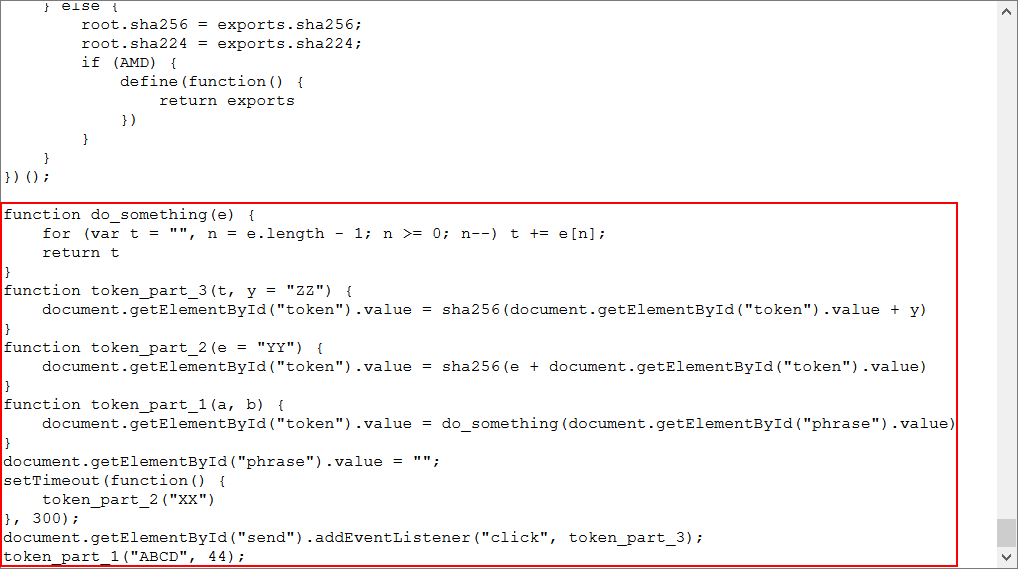 } else {
        root.sha256 = exports.sha256;
        root.sha224 = exports.sha224;
        if (AMD) {
            define(function() {
                return exports
            })
        }
    }
})();

function do_something(e) {
    for (var t = "", n = e.length - 1; n >= 0; n--) t += e[n];
    return t
}
function token_part_3(t, y = "ZZ") {
    document.getElementById("token").value = sha256(document.getElementById("token").value + y)
}
function token_part_2(e = "YY") {
    document.getElementById("token").value = sha256(e + document.getElementById("token").value)
}
function token_part_1(a, b) {
    document.getElementById("token").value = do_something(document.getElementById("phrase").value)
}
document.getElementById("phrase").value = "";
setTimeout(function() {
    token_part_2("XX")
}, 300);
document.getElementById("send").addEventListener("click", token_part_3);
token_part_1("ABCD", 44);